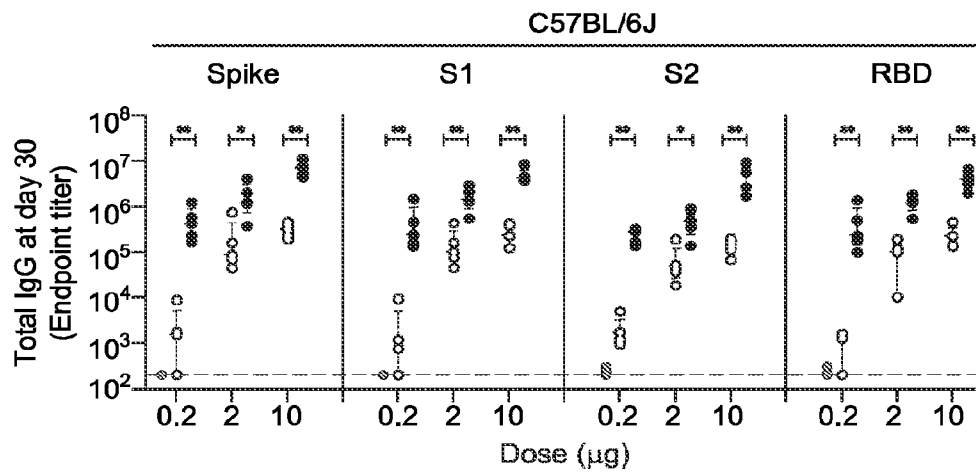 C57BL/6J
Spike S1 S2 RBD
** * ** ** ** ** ** * ** ** ** **
10⁸
10⁷
10⁶
10⁵
10⁴
10³
10²
Total IgG at day 30
(Endpoint titer)
0.2 2 10 0.2 2 10 0.2 2 10 0.2 2 10
Dose (μg)